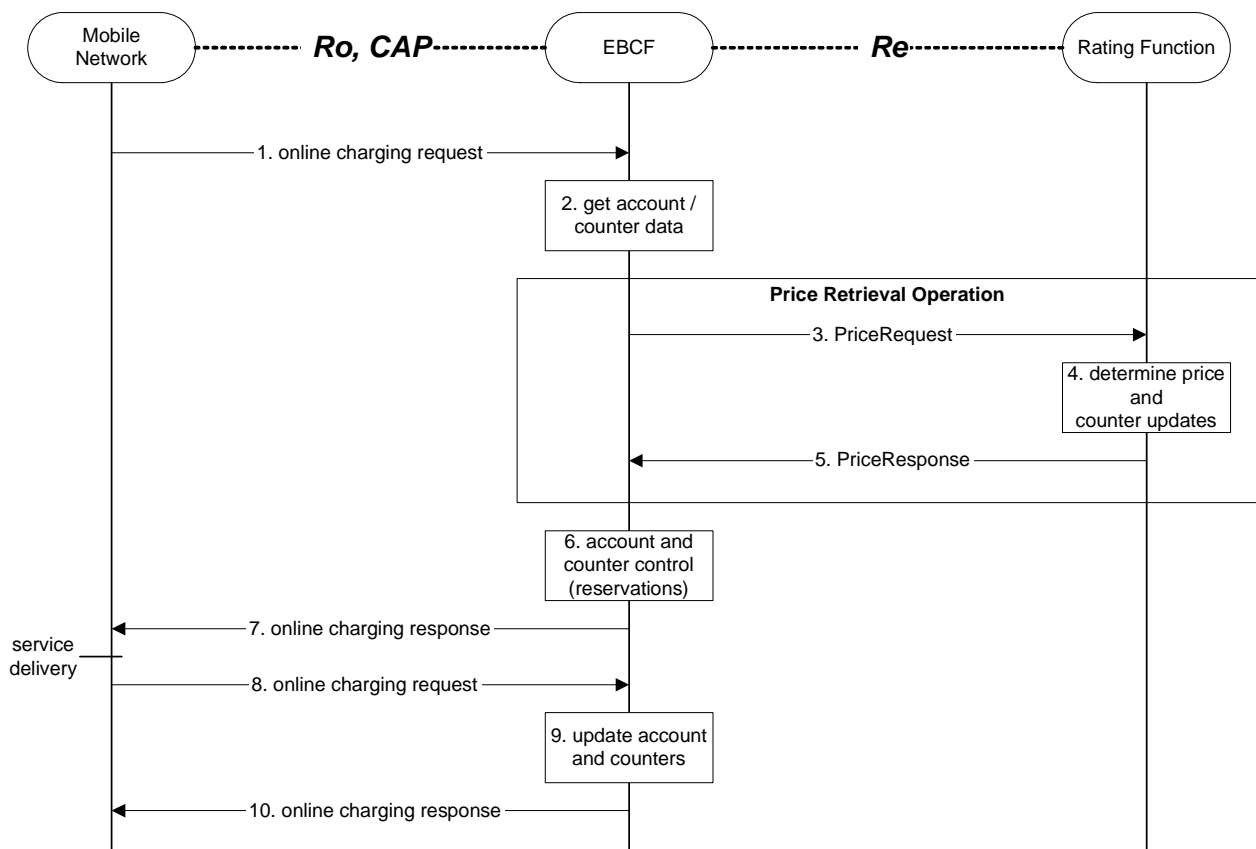 Mobile
Network
Ro, CAP
EBCF
Re
Rating Function
1. online charging request
2. get account /
counter data
Price Retrieval Operation
3. PriceRequest
4. determine price
and
counter updates
5. PriceResponse
6. account and
counter control
(reservations)
7. online charging response
service
delivery
8. online charging request
9. update account
and counters
10. online charging response